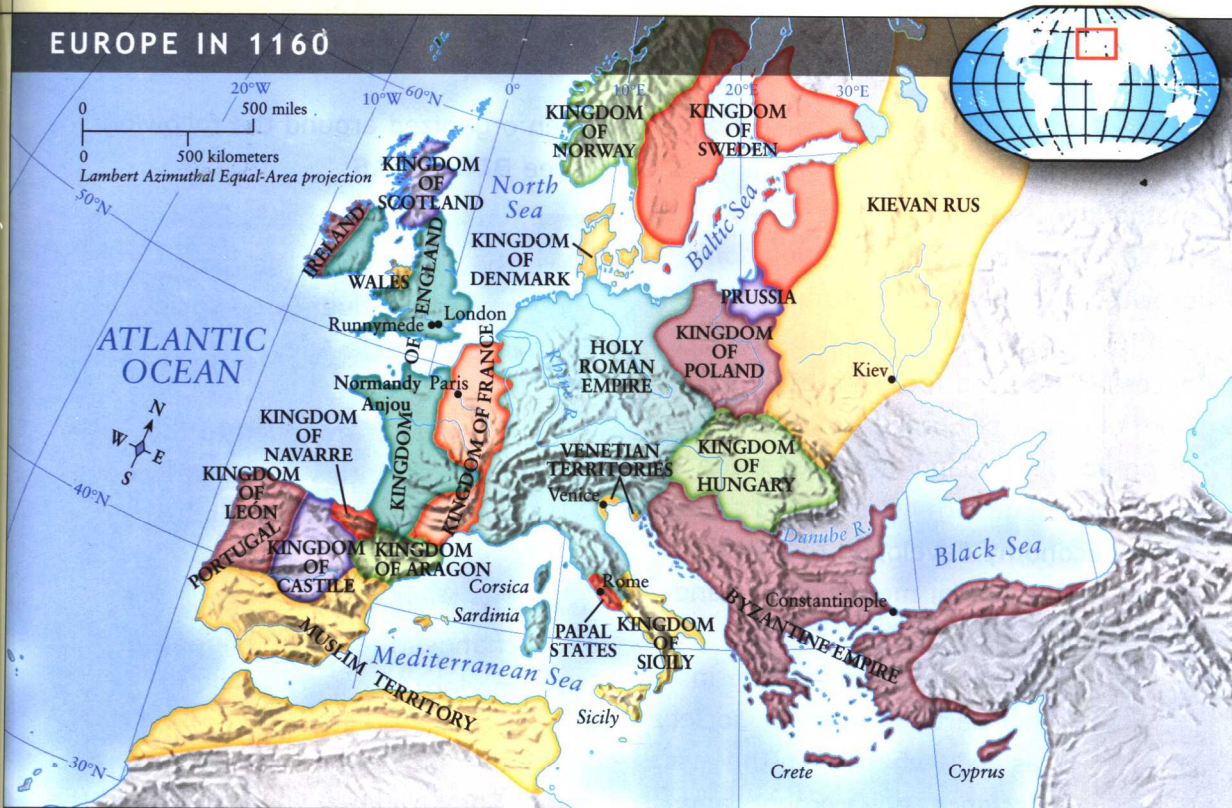 EUROPE IN 1160
0 500 miles
0 500 kilometers
Lambert Azimuthal Equal-Area projection
20°W
10°W
60°N
0°
10°E
20°E
30°E
50°N
40°N
30°N
KINGDOM
OF
NORWAY
KINGDOM
OF
SWEDEN
KINGDOM
OF
SCOTLAND
North
Sea
Baltic Sea
KIEVAN RUS
IRELAND
WALES
KINGDOM OF ENGLAND
KINGDOM
OF
DENMARK
PRUSSIA
Runnymede
London
ATLANTIC
OCEAN
HOLY
ROMAN
EMPIRE
Rhine R.
KINGDOM
OF
POLAND
Kiev
Normandy
Paris
Anjou
KINGDOM OF FRANCE
N
W E
S
KINGDOM
OF
NAVARRE
KINGDOM
OF
LEÓN
PORTUGAL
KINGDOM
OF
CASTILE
KINGDOM
OF ARAGON
VENETIAN
TERRITORIES
Venice
KINGDOM
OF
HUNGARY
Danube R.
Black Sea
Corsica
Sardinia
Rome
PAPAL
STATES
KINGDOM
OF
SICILY
Constantinople
BYZANTINE EMPIRE
MUSLIM TERRITORY
Mediterranean Sea
Sicily
Crete
Cyprus